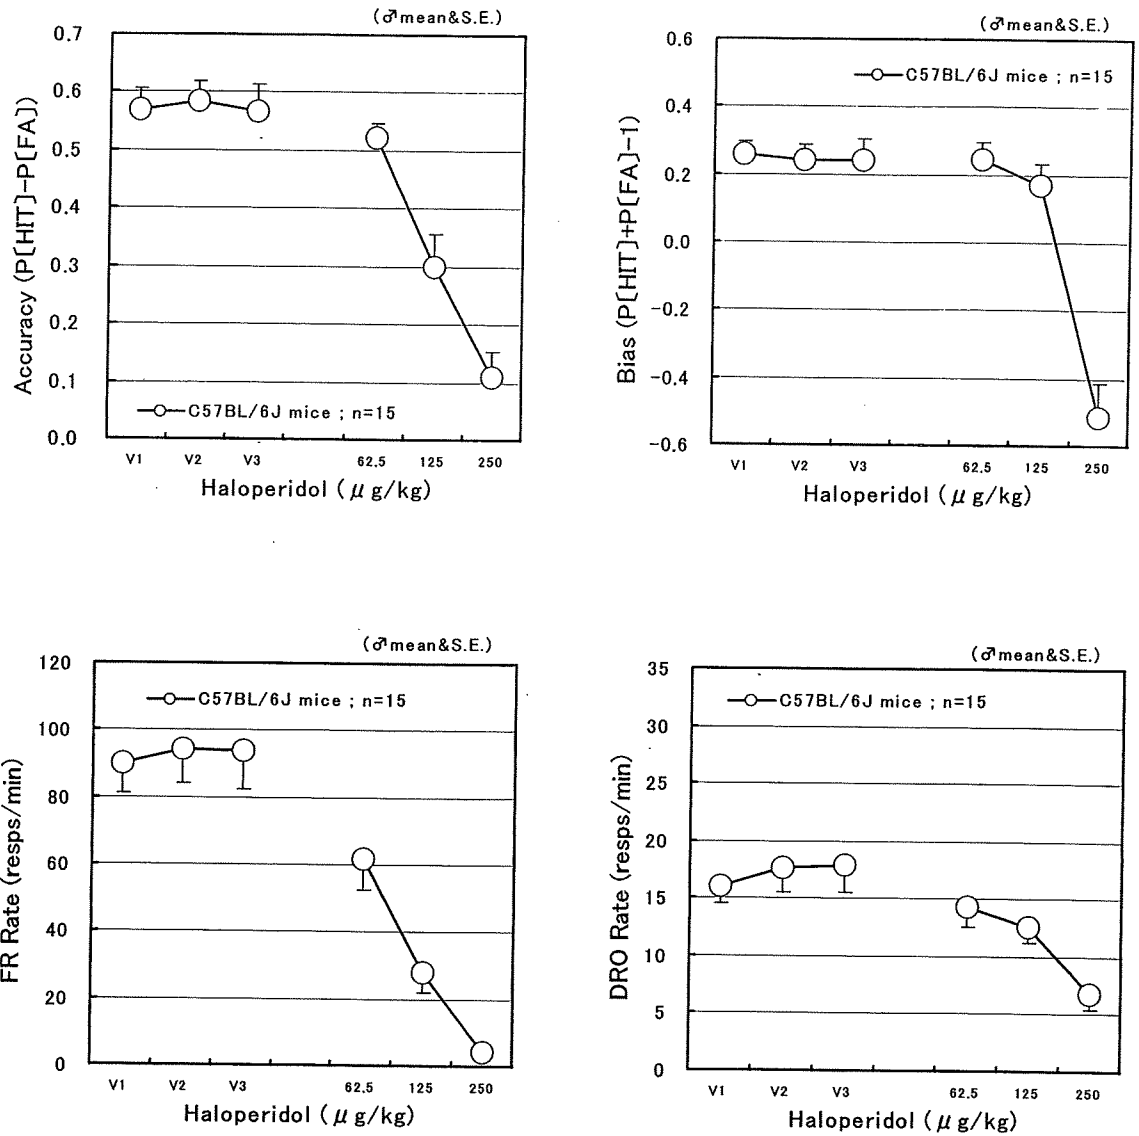 (♂mean&S.E.)
0.7
0.6
0.5
0.4
0.3
0.2
0.1
0.0
Accuracy (P[HIT]-P[FA])
C57BL/6J mice ; n=15
V1 V2 V3 62.5 125 250
Haloperidol ( μ g/kg)
(♂mean&S.E.)
0.6
0.4
0.2
0.0
-0.2
-0.4
-0.6
Bias (P[HIT]+P[FA]-1)
C57BL/6J mice ; n=15
V1 V2 V3 62.5 125 250
Haloperidol ( μ g/kg)
(♂mean&S.E.)
120
100
80
60
40
20
0
FR Rate (resps/min)
C57BL/6J mice ; n=15
V1 V2 V3 62.5 125 250
Haloperidol ( μ g/kg)
(♂mean&S.E.)
35
30
25
20
15
10
5
0
DRO Rate (resps/min)
C57BL/6J mice ; n=15
V1 V2 V3 62.5 125 250
Haloperidol ( μ g/kg)